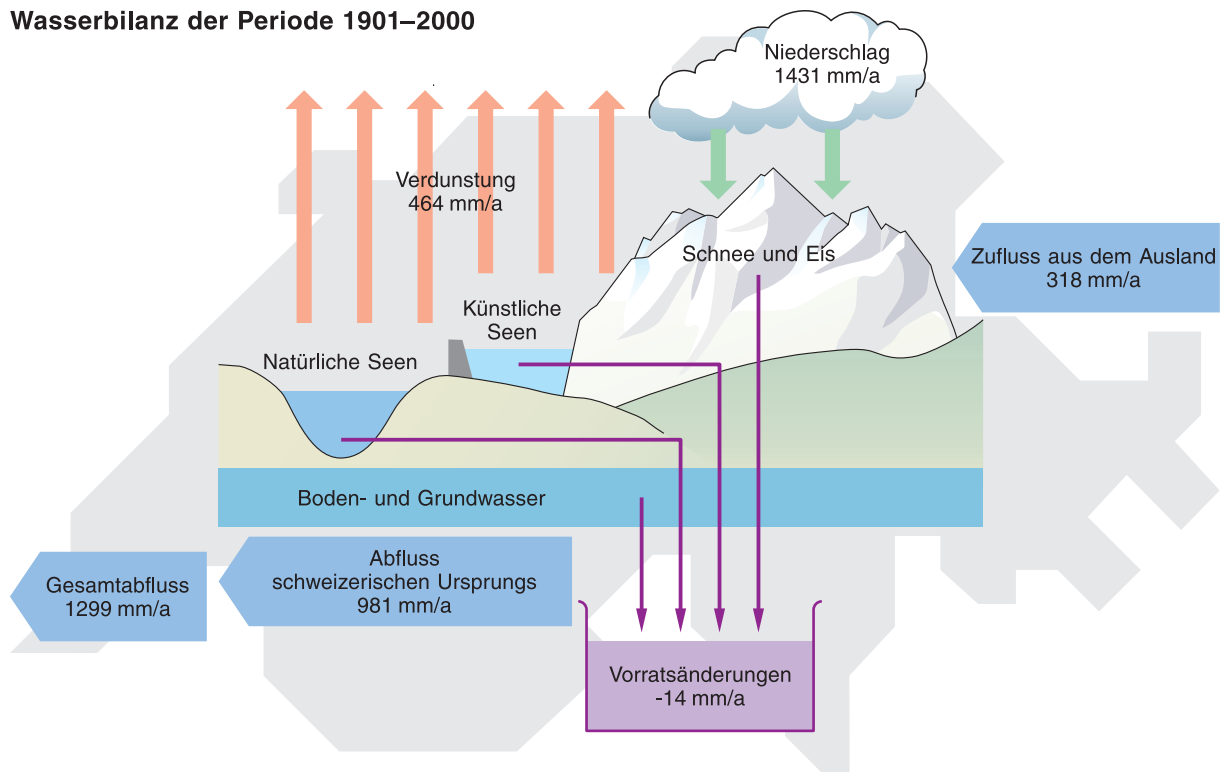 Wasserbilanz der Periode 1901–2000
Niederschlag
1431 mm/a
Verdunstung
464 mm/a
Schnee und Eis
Zufluss aus dem Ausland
318 mm/a
Künstliche
Seen
Natürliche Seen
Boden- und Grundwasser
Abfluss
schweizerischen Ursprungs
981 mm/a
Gesamtabfluss
1299 mm/a
Vorratsänderungen
-14 mm/a